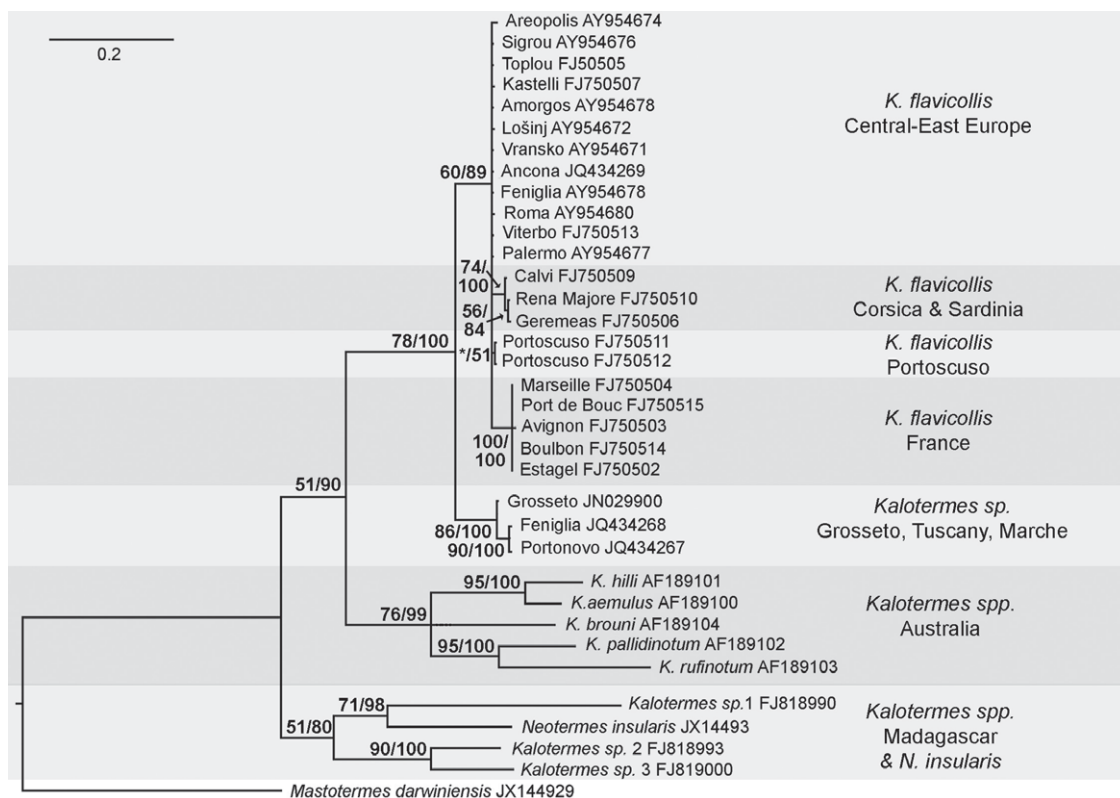 0.2
Areopolis AY954674
Sigrou AY954676
Toplou FJ50505
Kastelli FJ750507
Amorgos AY954678
Lošinj AY954672
Vransko AY954671
Ancona JQ434269
Feniglia AY954678
Roma AY954680
Viterbo FJ750513
Palermo AY954677
K. flavicollis
Central-East Europe
60/89
Calvi FJ750509
Rena Majore FJ750510
Geremeas FJ750506
K. flavicollis
Corsica & Sardinia
74/
100
56/
84
Portoscuso FJ750511
Portoscuso FJ750512
K. flavicollis
Portoscuso
*/51
78/100
Marseille FJ750504
Port de Bouc FJ750515
Avignon FJ750503
Boulbon FJ750514
Estagel FJ750502
K. flavicollis
France
100/
100
51/90
Grosseto JN029900
Feniglia JQ434268
Portonovo JQ434267
Kalotermes sp.
Grosseto, Tuscany, Marche
86/100
90/100
K. hilli AF189101
K.aemulus AF189100
K. brouni AF189104
K. pallidinotum AF189102
K. rufinotum AF189103
Kalotermes spp.
Australia
95/100
76/99
95/100
Kalotermes sp.1 FJ818990
Neotermes insularis JX14493
Kalotermes sp. 2 FJ818993
Kalotermes sp. 3 FJ819000
Kalotermes spp.
Madagascar
& N. insularis
71/98
51/80
90/100
Mastotermes darwiniensis JX144929